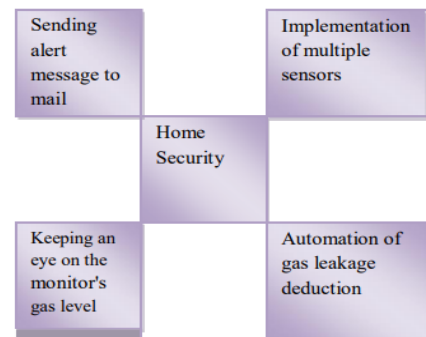 Sending
alert
message to
mail
Implementation
of multiple
sensors
Home
Security
Keeping an
eye on the
monitor's
gas level
Automation of
gas leakage
deduction